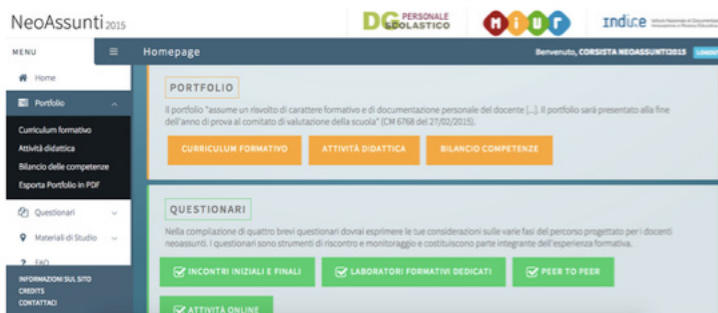 NeoAssunti 2015
DG PERSONALE SCOLASTICO
MIUR
INDIRE
MENU
Homepage
Benvenuto, CORSISTA NEOASSUNTI2015
LOGOUT
Home
Portfolio
Curriculum formativo
Attività didattica
Bilancio delle competenze
Esporta Portfolio in PDF
Questionari
Materiali di Studio
FAQ
INFORMAZIONI SUL SITO
CREDITS
CONTATTACI
PORTFOLIO
Il portfolio "assume un risvolto di carattere formativo e di documentazione personale del docente [...]. Il portfolio sarà presentato alla fine
dell'anno di prova al comitato di valutazione della scuola" (CM 6768 del 27/02/2015).
CURRICULUM FORMATIVO
ATTIVITÀ DIDATTICA
BILANCIO COMPETENZE
QUESTIONARI
Nella compilazione di quattro brevi questionari dovrai esprimere le tue considerazioni sulle varie fasi del percorso progettato per i docenti
neoassunti. I questionari sono strumenti di riscontro e monitoraggio e costituiscono parte integrante dell'esperienza formativa.
INCONTRI INIZIALI E FINALI
LABORATORI FORMATIVI DEDICATI
PEER TO PEER
ATTIVITÀ ONLINE